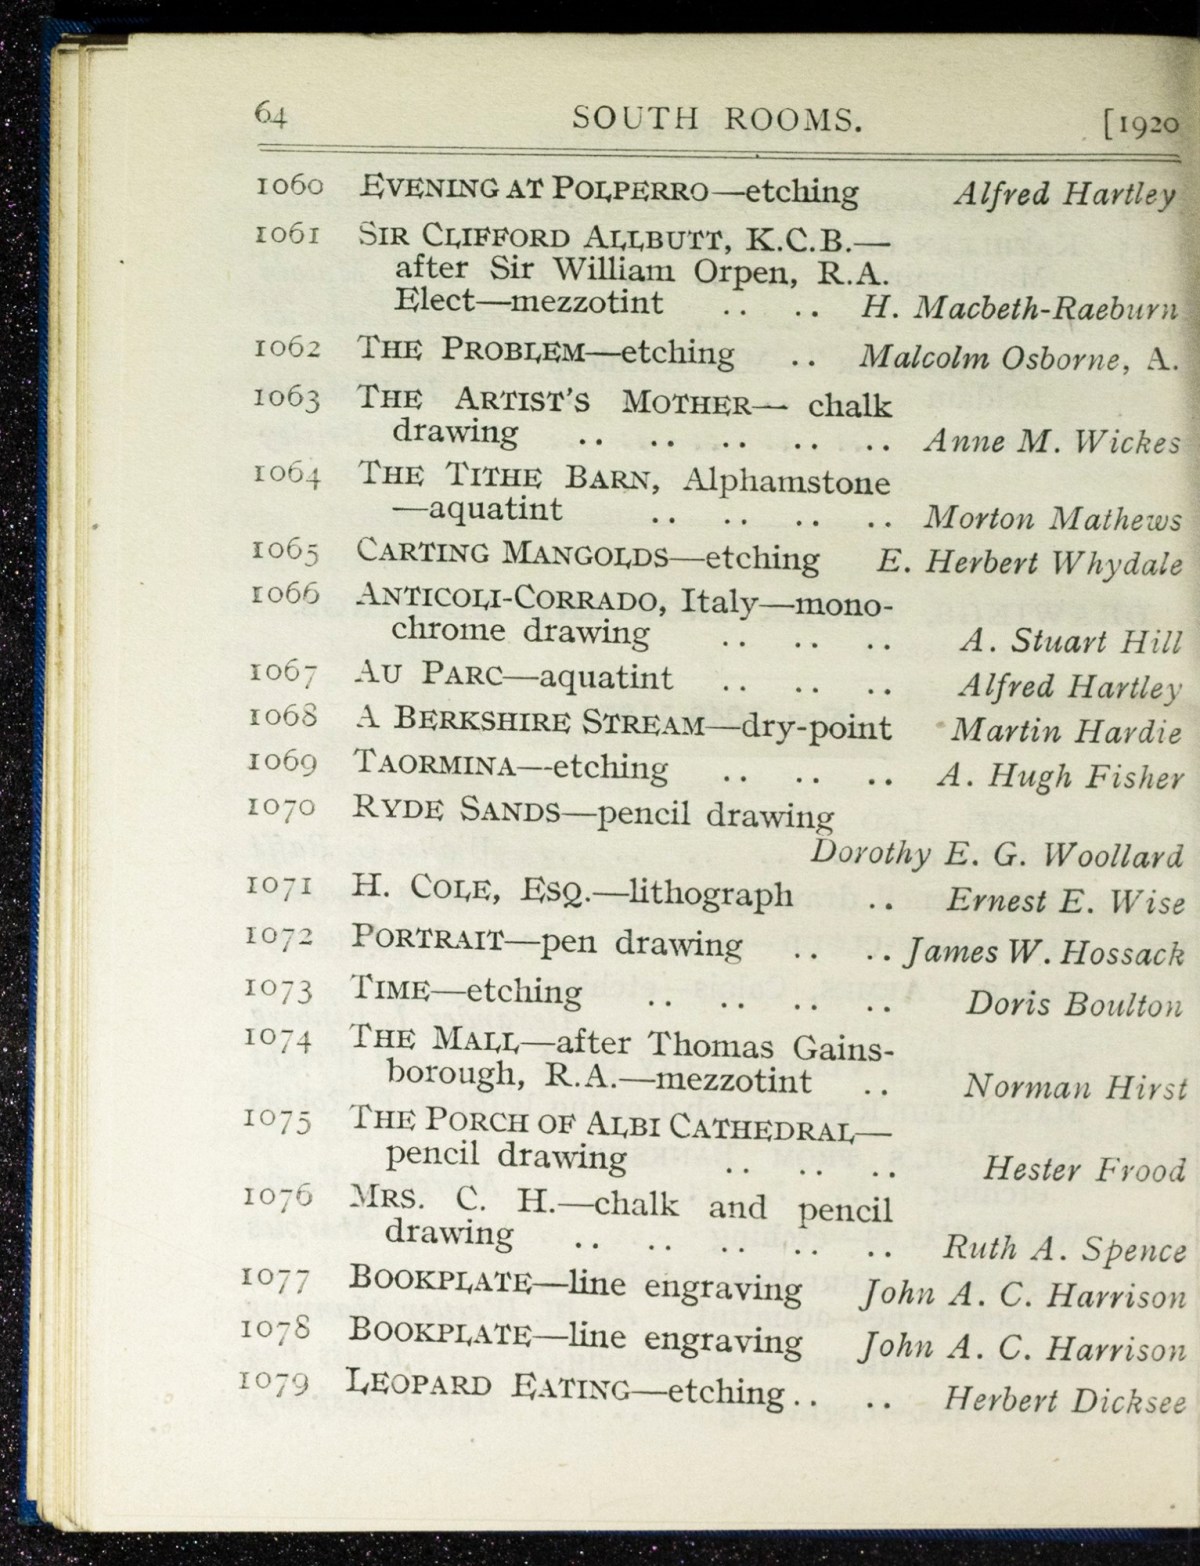 64 SOUTH ROOMS. [1920
1060 EVENING AT POLPERRO—etching Alfred Hartley
1061 SIR CLIFFORD ALLBUTT, K.C.B.—
after Sir William Orpen, R.A.
Elect—mezzotint .. .. H. Macbeth-Raeburn
1062 THE PROBLEM—etching .. Malcolm Osborne, A.
1063 THE ARTIST'S MOTHER— chalk
drawing .. .. .. .. .. Anne M. Wickes
1064 THE TITHE BARN, Alphamstone
—aquatint .. .. .. .. Morton Mathews
1065 CARTING MANGOLDS—etching E. Herbert Whydale
1066 ANTICOLI-CORRADO, Italy—mono-
chrome drawing .. .. .. A. Stuart Hill
1067 AU PARC—aquatint .. .. .. Alfred Hartley
1068 A BERKSHIRE STREAM—dry-point Martin Hardie
1069 TAORMINA—etching .. .. .. A. Hugh Fisher
1070 RYDE SANDS—pencil drawing
Dorothy E. G. Woollard
1071 H. COLE, ESQ.—lithograph .. Ernest E. Wise
1072 PORTRAIT—pen drawing .. .. James W. Hossack
1073 TIME—etching .. .. .. .. Doris Boulton
1074 THE MALL—after Thomas Gains-
borough, R.A.—mezzotint .. Norman Hirst
1075 THE PORCH OF ALBI CATHEDRAL—
pencil drawing .. .. .. Hester Frood
1076 MRS. C. H.—chalk and pencil
drawing .. .. .. .. .. Ruth A. Spence
1077 BOOKPLATE—line engraving John A. C. Harrison
1078 BOOKPLATE—line engraving John A. C. Harrison
1079 LEOPARD EATING—etching .. .. Herbert Dicksee